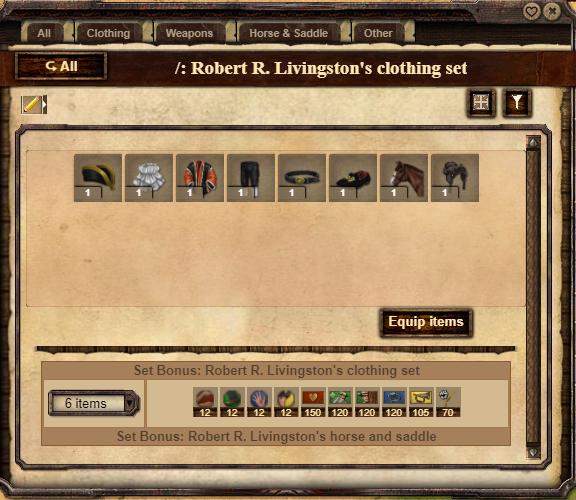 All Clothing Weapons Horse & Saddle Other
All
/: Robert R. Livingston's clothing set
1 1 1 1 1 1 1 1
Equip items
Set Bonus: Robert R. Livingston's clothing set
6 items
12 12 12 12 150 120 120 120 105 70
Set Bonus: Robert R. Livingston's horse and saddle